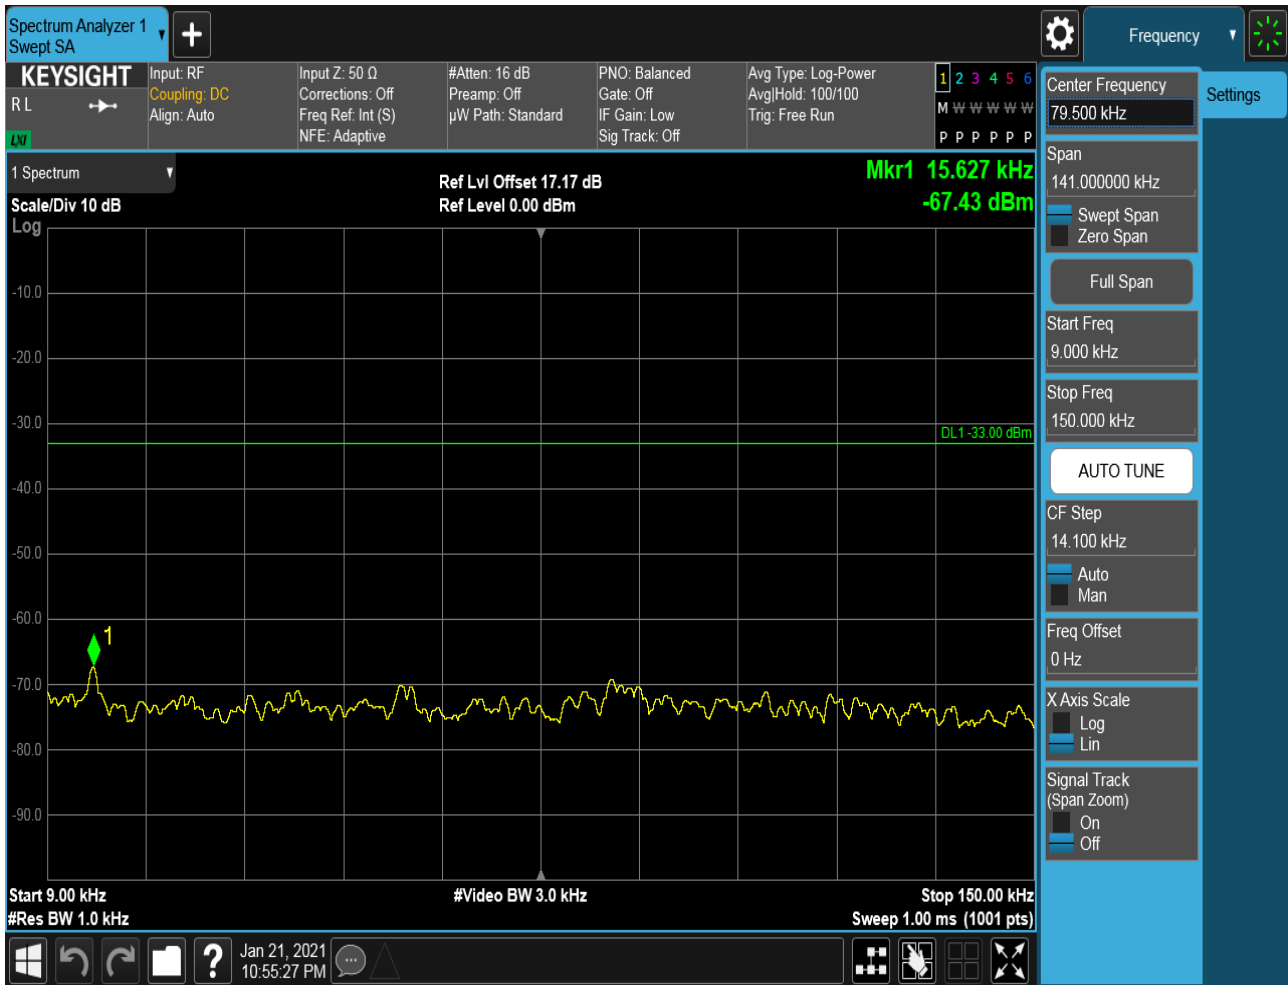 Spectrum Analyzer 1
Swept SA
Frequency
KEYSIGHT
R L
LXI
Input: RF
Coupling: DC
Align: Auto
Input Z: 50 Ω
Corrections: Off
Freq Ref: Int (S)
NFE: Adaptive
#Atten: 16 dB
Preamp: Off
µW Path: Standard
PNO: Balanced
Gate: Off
IF Gain: Low
Sig Track: Off
Avg Type: Log-Power
Avg|Hold: 100/100
Trig: Free Run
1 2 3 4 5 6
M W W W W W
P P P P P P
1 Spectrum
Scale/Div 10 dB
Log
Ref Lvl Offset 17.17 dB
Ref Level 0.00 dBm
Mkr1 15.627 kHz
-67.43 dBm
-10.0
-20.0
-30.0
DL1 -33.00 dBm
-40.0
-50.0
-60.0
1
-70.0
-80.0
-90.0
Start 9.00 kHz
#Video BW 3.0 kHz
Stop 150.00 kHz
#Res BW 1.0 kHz
Sweep 1.00 ms (1001 pts)
Jan 21, 2021
10:55:27 PM
Center Frequency
79.500 kHz
Settings
Span
141.000000 kHz
Swept Span
Zero Span
Full Span
Start Freq
9.000 kHz
Stop Freq
150.000 kHz
AUTO TUNE
CF Step
14.100 kHz
Auto
Man
Freq Offset
0 Hz
X Axis Scale
Log
Lin
Signal Track
(Span Zoom)
On
Off